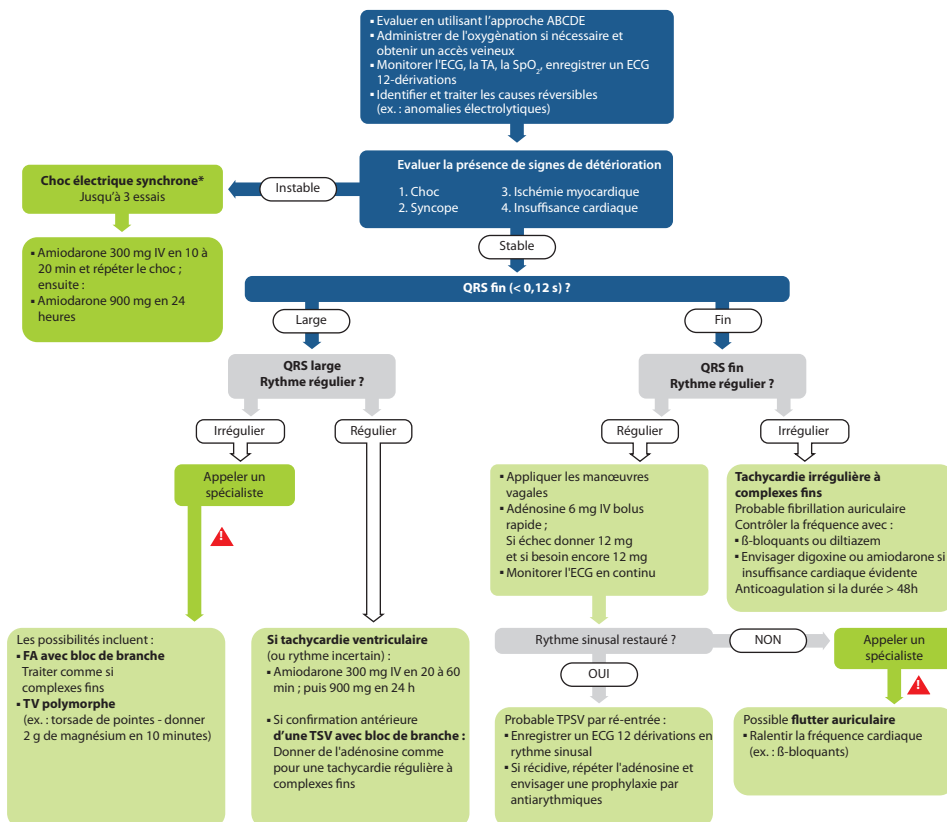 ▪ Evaluer en utilisant l'approche ABCDE
▪ Administrer de l'oxygènation si nécessaire et
obtenir un accès veineux
▪ Monitorer l'ECG, la TA, la SpO2, enregistrer un ECG
12-dérivations
▪ Identifier et traiter les causes réversibles
(ex. : anomalies électrolytiques)
Evaluer la présence de signes de détérioration
1. Choc 3. Ischémie myocardique
2. Syncope 4. Insuffisance cardiaque
Instable
Choc électrique synchrone*
Jusqu'à 3 essais
▪ Amiodarone 300 mg IV en 10 à
20 min et répéter le choc ;
ensuite :
▪ Amiodarone 900 mg en 24
heures
Stable
QRS fin (< 0,12 s) ?
Large
Fin
QRS large
Rythme régulier ?
QRS fin
Rythme régulier ?
Irrégulier
Régulier
Régulier
Irrégulier
Appeler un
spécialiste
!
▪ Appliquer les manœuvres
vagales
▪ Adénosine 6 mg IV bolus
rapide ;
Si échec donner 12 mg
et si besoin encore 12 mg
▪ Monitorer l'ECG en continu
Tachycardie irrégulière à
complexes fins
Probable fibrillation auriculaire
Contrôler la fréquence avec :
▪ ß-bloquants ou diltiazem
▪ Envisager digoxine ou amiodarone si
insuffisance cardiaque évidente
Anticoagulation si la durée > 48h
Les possibilités incluent :
▪ FA avec bloc de branche
Traiter comme si
complexes fins
▪ TV polymorphe
(ex. : torsade de pointes - donner
2 g de magnésium en 10 minutes)
Si tachycardie ventriculaire
(ou rythme incertain) :
▪ Amiodarone 300 mg IV en 20 à 60
min ; puis 900 mg en 24 h
▪ Si confirmation antérieure
d'une TSV avec bloc de branche :
Donner de l'adénosine comme
pour une tachycardie régulière à
complexes fins
Rythme sinusal restauré ?
NON
Appeler un
spécialiste
!
OUI
Probable TPSV par ré-entrée :
▪ Enregistrer un ECG 12 dérivations en
rythme sinusal
▪ Si récidive, répéter l'adénosine et
envisager une prophylaxie par
antiarythmiques
Possible flutter auriculaire
▪ Ralentir la fréquence cardiaque
(ex. : ß-bloquants)